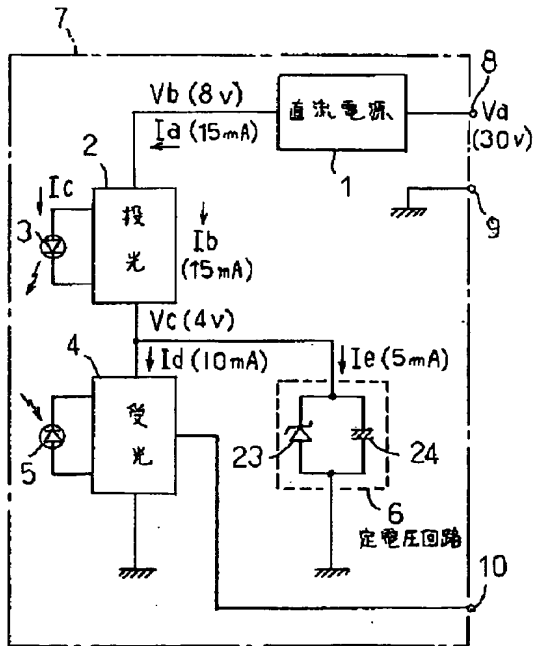 7
8
Vb (8v)
直流電源
Va
(30v)
Ia (15mA)
2
1
Ic
9
3
投光
Ib
(15mA)
Vc (4v)
4
Id (10mA)
Ie (5mA)
受光
5
23
24
6
定電圧回路
10